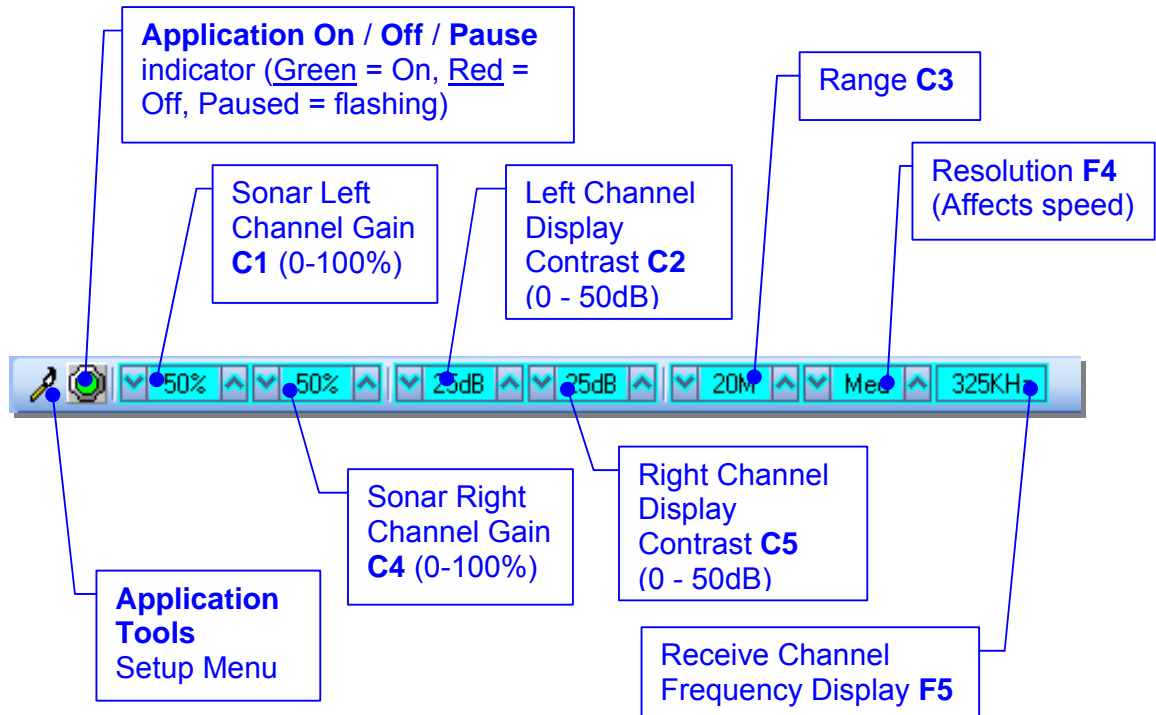 Application On / Off / Pause
indicator (Green = On, Red =
Off, Paused = flashing)
Range C3
Resolution F4
(Affects speed)
Sonar Left
Channel Gain
C1 (0-100%)
Left Channel
Display
Contrast C2
(0 - 50dB)
50% 50% 25dB 25dB 20M Med 325KHz
Sonar Right
Channel Gain
C4 (0-100%)
Right Channel
Display
Contrast C5
(0 - 50dB)
Application
Tools
Setup Menu
Receive Channel
Frequency Display F5